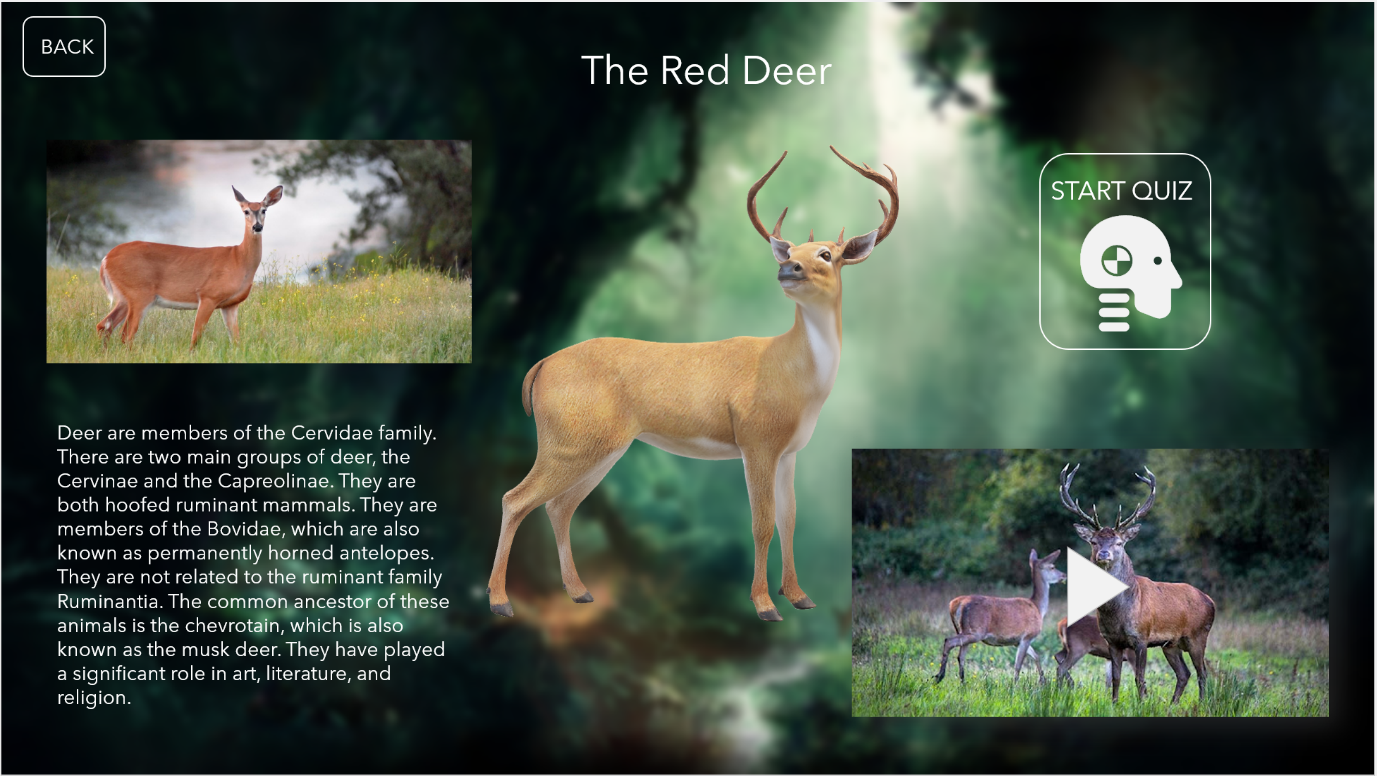 BACK
The Red Deer
START QUIZ
Deer are members of the Cervidae family.
There are two main groups of deer, the
Cervinae and the Capreolinae. They are
both hoofed ruminant mammals. They are
members of the Bovidae, which are also
known as permanently horned antelopes.
They are not related to the ruminant family
Ruminantia. The common ancestor of these
animals is the chevrotain, which is also
known as the musk deer. They have played
a significant role in art, literature, and
religion.